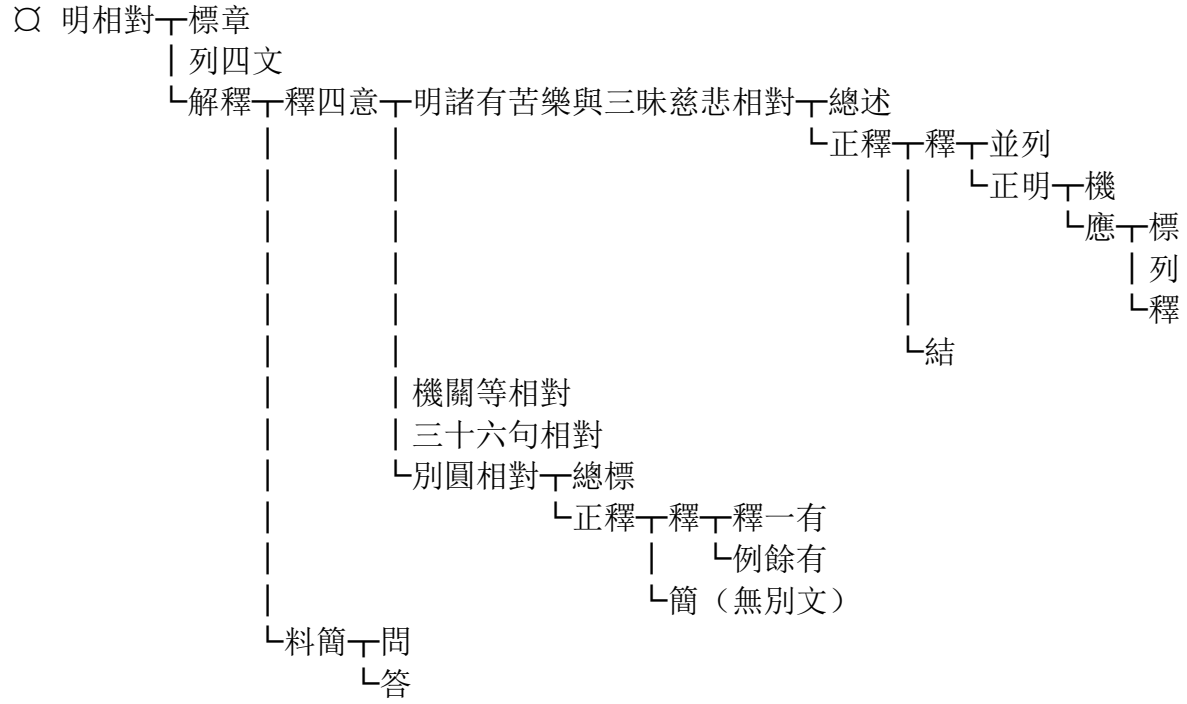 ¤ 明相對┬標章
│列四文
└解釋┬釋四意┬明諸有苦樂與三昧慈悲相對┬總述
│ │ └正釋┬釋┬並列
│ │ │ └正明┬機
│ │ │ └應┬標
│ │ │ │列
│ │ │ └釋
│ │ └結
│ │機關等相對
│ │三十六句相對
│ └別圓相對┬總標
│ └正釋┬釋┬釋一有
│ │ └例餘有
│ └簡（無別文）
└料簡┬問
└答